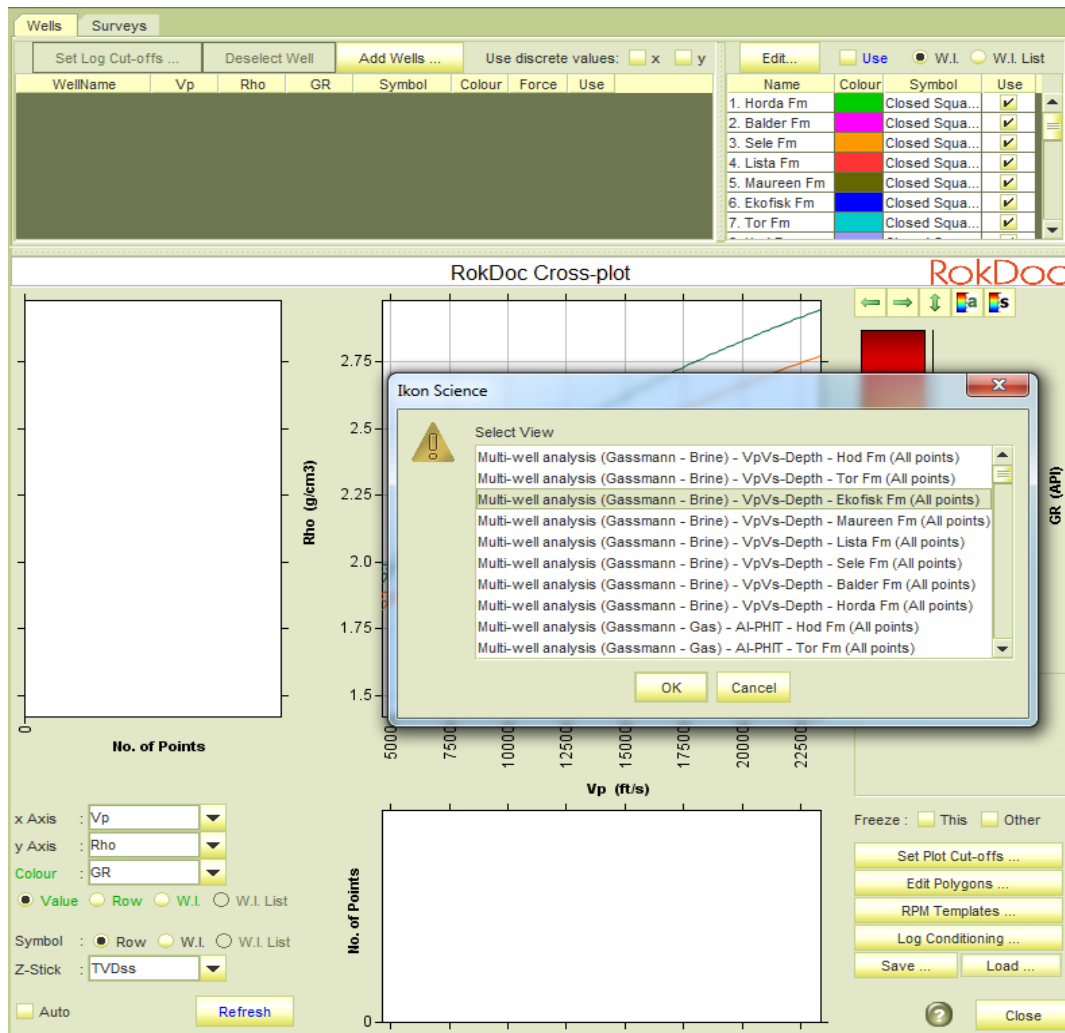 Wells Surveys
Set Log Cut-offs ... Deselect Well Add Wells ... Use discrete values: x y Edit... Use W.I. W.I. List
WellName Vp Rho GR Symbol Colour Force Use Name Colour Symbol Use
1. Horda Fm Closed Squa...
2. Balder Fm Closed Squa...
3. Sele Fm Closed Squa...
4. Lista Fm Closed Squa...
5. Maureen Fm Closed Squa...
6. Ekofisk Fm Closed Squa...
7. Tor Fm Closed Squa...
RokDoc Cross-plot RokDoc
a s
2.75
2.5
2.25
2.0
1.75
1.5
Rho (g/cm3)
GR (API)
Ikon Science
Select View
Multi-well analysis (Gassmann - Brine) - VpVs-Depth - Hod Fm (All points)
Multi-well analysis (Gassmann - Brine) - VpVs-Depth - Tor Fm (All points)
Multi-well analysis (Gassmann - Brine) - VpVs-Depth - Ekofisk Fm (All points)
Multi-well analysis (Gassmann - Brine) - VpVs-Depth - Maureen Fm (All points)
Multi-well analysis (Gassmann - Brine) - VpVs-Depth - Lista Fm (All points)
Multi-well analysis (Gassmann - Brine) - VpVs-Depth - Sele Fm (All points)
Multi-well analysis (Gassmann - Brine) - VpVs-Depth - Balder Fm (All points)
Multi-well analysis (Gassmann - Brine) - VpVs-Depth - Horda Fm (All points)
Multi-well analysis (Gassmann - Gas) - AI-PHIT - Hod Fm (All points)
Multi-well analysis (Gassmann - Gas) - AI-PHIT - Tor Fm (All points)
OK Cancel
0
No. of Points
5000 7500 10000 12500 15000 17500 20000 22500
Vp (ft/s)
x Axis : Vp
y Axis : Rho
Colour : GR
Value Row W.I. W.I. List
Symbol : Row W.I. W.I. List
Z-Stick : TVDss
Auto Refresh
No. of Points
0
Freeze : This Other
Set Plot Cut-offs ...
Edit Polygons ...
RPM Templates ...
Log Conditioning ...
Save ... Load ...
? Close